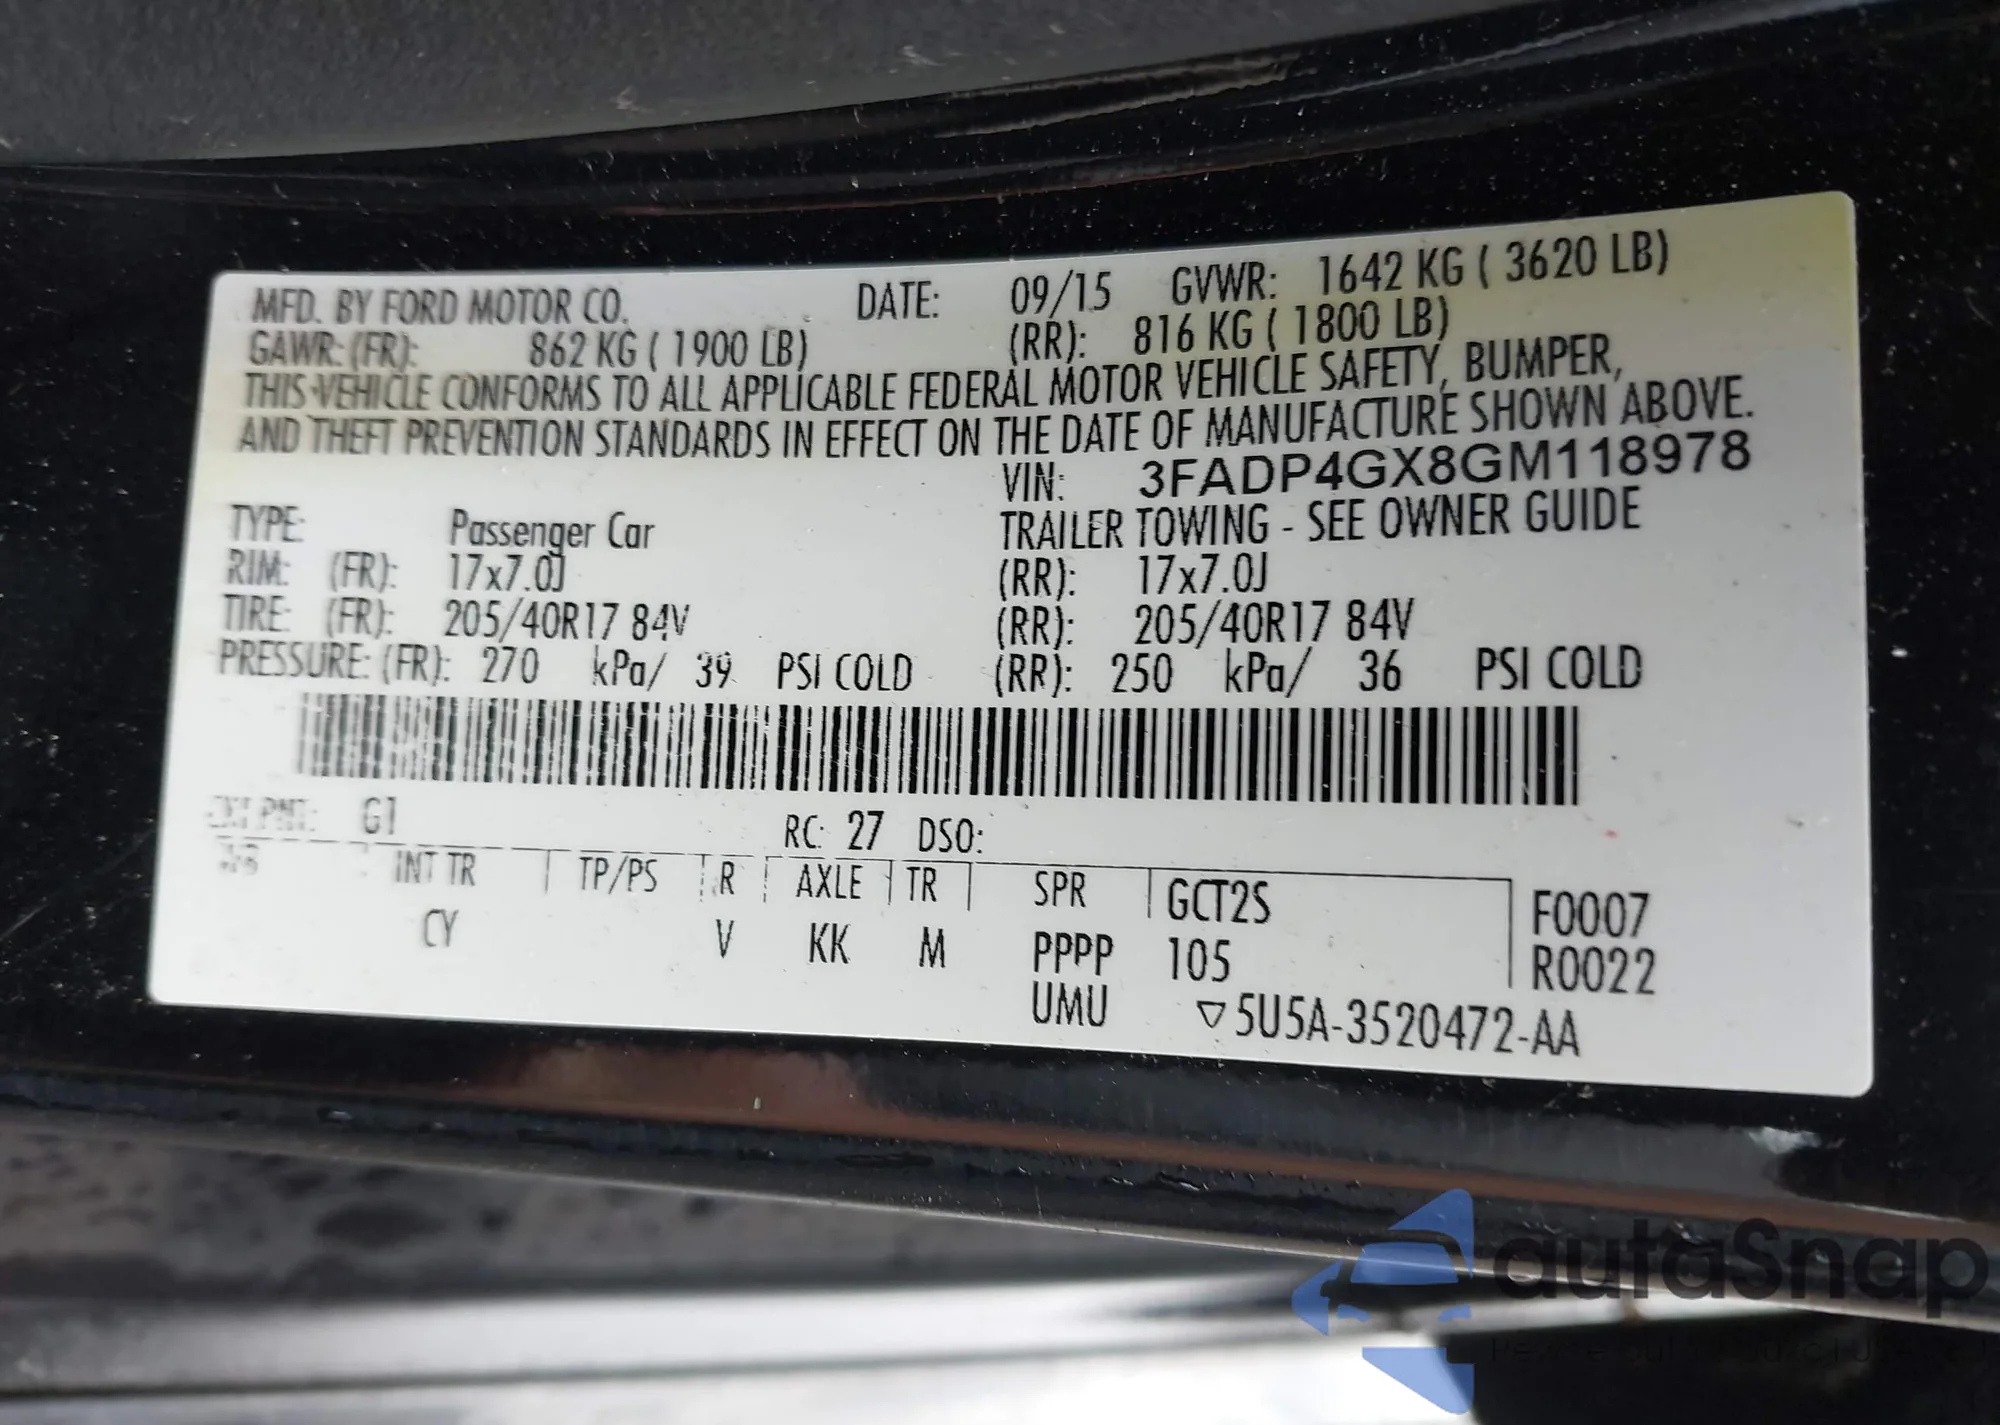 MFD. BY FORD MOTOR CO. DATE: 09/15 GVWR: 1642 KG ( 3620 LB)
GAWR: (FR): 862 KG ( 1900 LB) (RR): 816 KG ( 1800 LB)
THIS VEHICLE CONFORMS TO ALL APPLICABLE FEDERAL MOTOR VEHICLE SAFETY, BUMPER,
AND THEFT PREVENTION STANDARDS IN EFFECT ON THE DATE OF MANUFACTURE SHOWN ABOVE.
VIN: 3FADP4GX8GM118978
TYPE: Passenger Car TRAILER TOWING - SEE OWNER GUIDE
RIM: (FR): 17x7.0J (RR): 17x7.0J
TIRE: (FR): 205/40R17 84V (RR): 205/40R17 84V
PRESSURE: (FR): 270 kPa/ 39 PSI COLD (RR): 250 kPa/ 36 PSI COLD
EXT PNT: G1 RC: 27 DSO:
INT TR TP/PS R AXLE TR SPR GCT2S F0007
CY V KK M PPPP 105 R0022
UMU ▽5U5A-3520472-AA
autaSnap